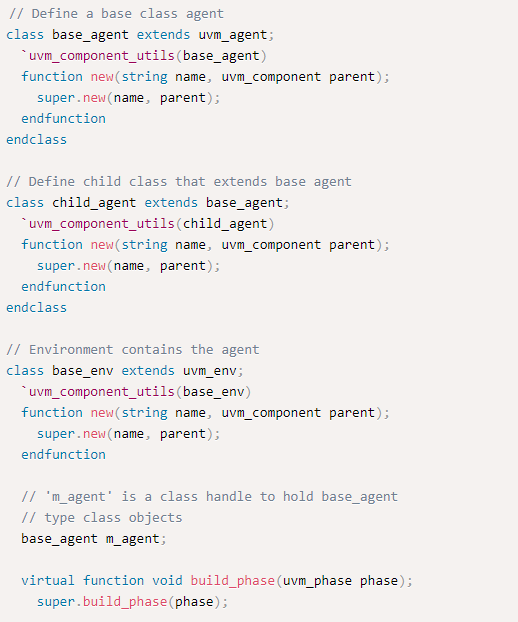 // Define a base class agent
class base_agent extends uvm_agent;
  `uvm_component_utils(base_agent)
  function new(string name, uvm_component parent);
    super.new(name, parent);
  endfunction
endclass

// Define child class that extends base agent
class child_agent extends base_agent;
  `uvm_component_utils(child_agent)
  function new(string name, uvm_component parent);
    super.new(name, parent);
  endfunction
endclass

// Environment contains the agent
class base_env extends uvm_env;
  `uvm_component_utils(base_env)
  function new(string name, uvm_component parent);
    super.new(name, parent);
  endfunction

  // 'm_agent' is a class handle to hold base_agent
  // type class objects
  base_agent m_agent;

  virtual function void build_phase(uvm_phase phase);
    super.build_phase(phase);